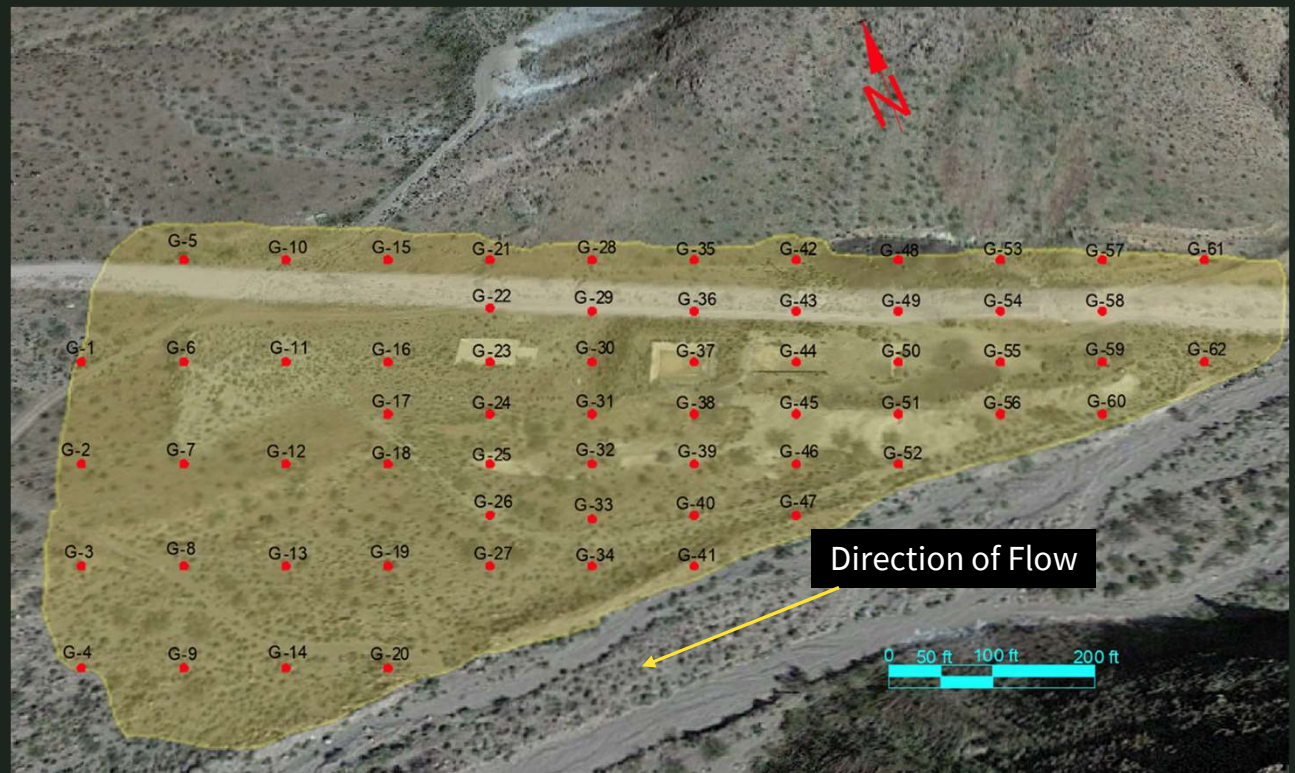 N
G-5 G-10 G-15 G-21 G-28 G-35 G-42 G-48 G-53 G-57 G-61
G-22 G-29 G-36 G-43 G-49 G-54 G-58
G-1 G-6 G-11 G-16 G-23 G-30 G-37 G-44 G-50 G-55 G-59 G-62
G-17 G-24 G-31 G-38 G-45 G-51 G-56 G-60
G-2 G-7 G-12 G-18 G-25 G-32 G-39 G-46 G-52
G-26 G-33 G-40 G-47
G-3 G-8 G-13 G-19 G-27 G-34 G-41
Direction of Flow
G-4 G-9 G-14 G-20
0 50 ft 100 ft 200 ft